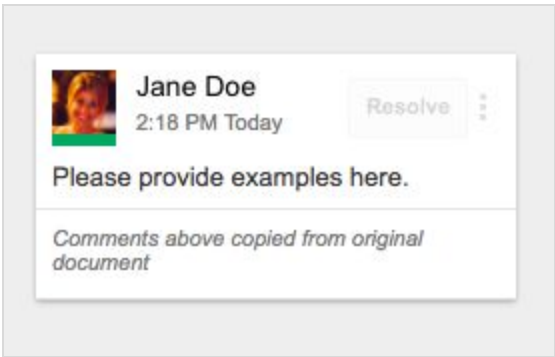 Jane Doe
Resolve
2:18 PM Today
Please provide examples here.
Comments above copied from original
document